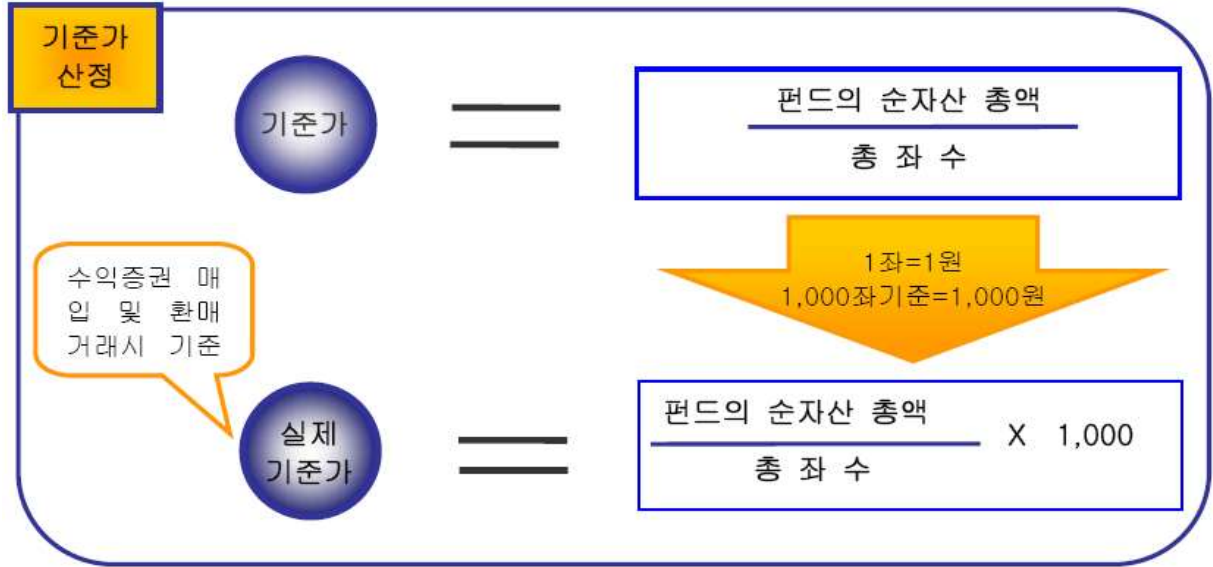 기준가
산정
기준가
펀드의 순자산 총액
총 좌 수
1좌=1원
1,000좌기준=1,000원
수익증권 매
입 및 환매
거래시 기준
실제
기준가
펀드의 순자산 총액
총 좌 수
X 1,000